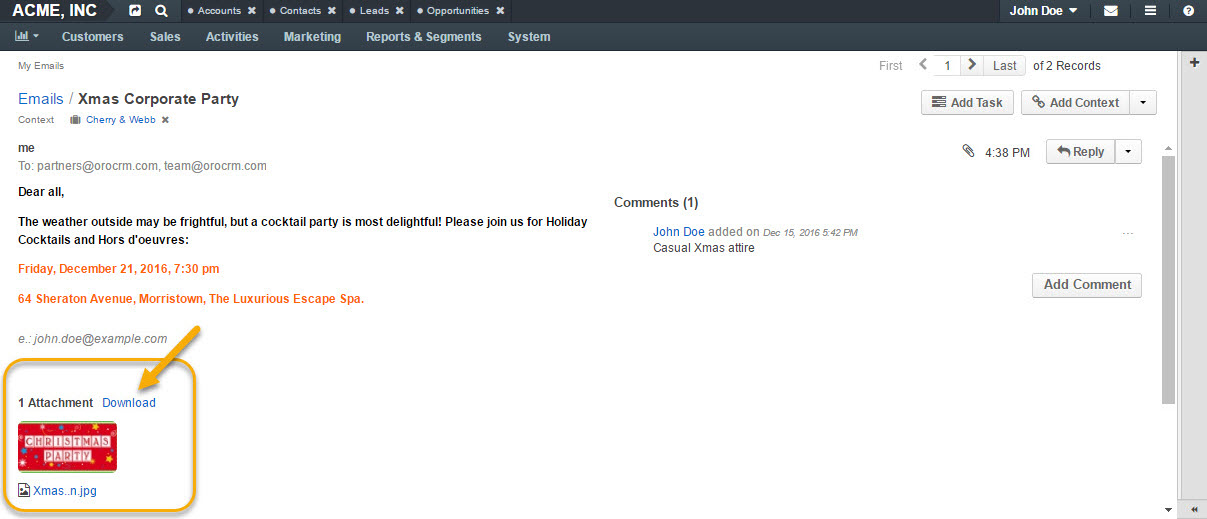 ACME, INC Accounts Contacts Leads Opportunities John Doe
Customers Sales Activities Marketing Reports & Segments System
My Emails First 1 Last of 2 Records
Emails / Xmas Corporate Party Add Task Add Context
Context Cherry & Webb
me 4:38 PM Reply
To: partners@orocrm.com, team@orocrm.com
Dear all,
Comments (1)
The weather outside may be frightful, but a cocktail party is most delightful! Please join us for Holiday
Cocktails and Hors d'oeuvres:
John Doe added on Dec 15, 2016 5:42 PM ...
Casual Xmas attire
Friday, December 21, 2016, 7:30 pm
Add Comment
64 Sheraton Avenue, Morristown, The Luxurious Escape Spa.
e.: john.doe@example.com
1 Attachment Download
CHRISTMAS
PARTY
Xmas..n.jpg